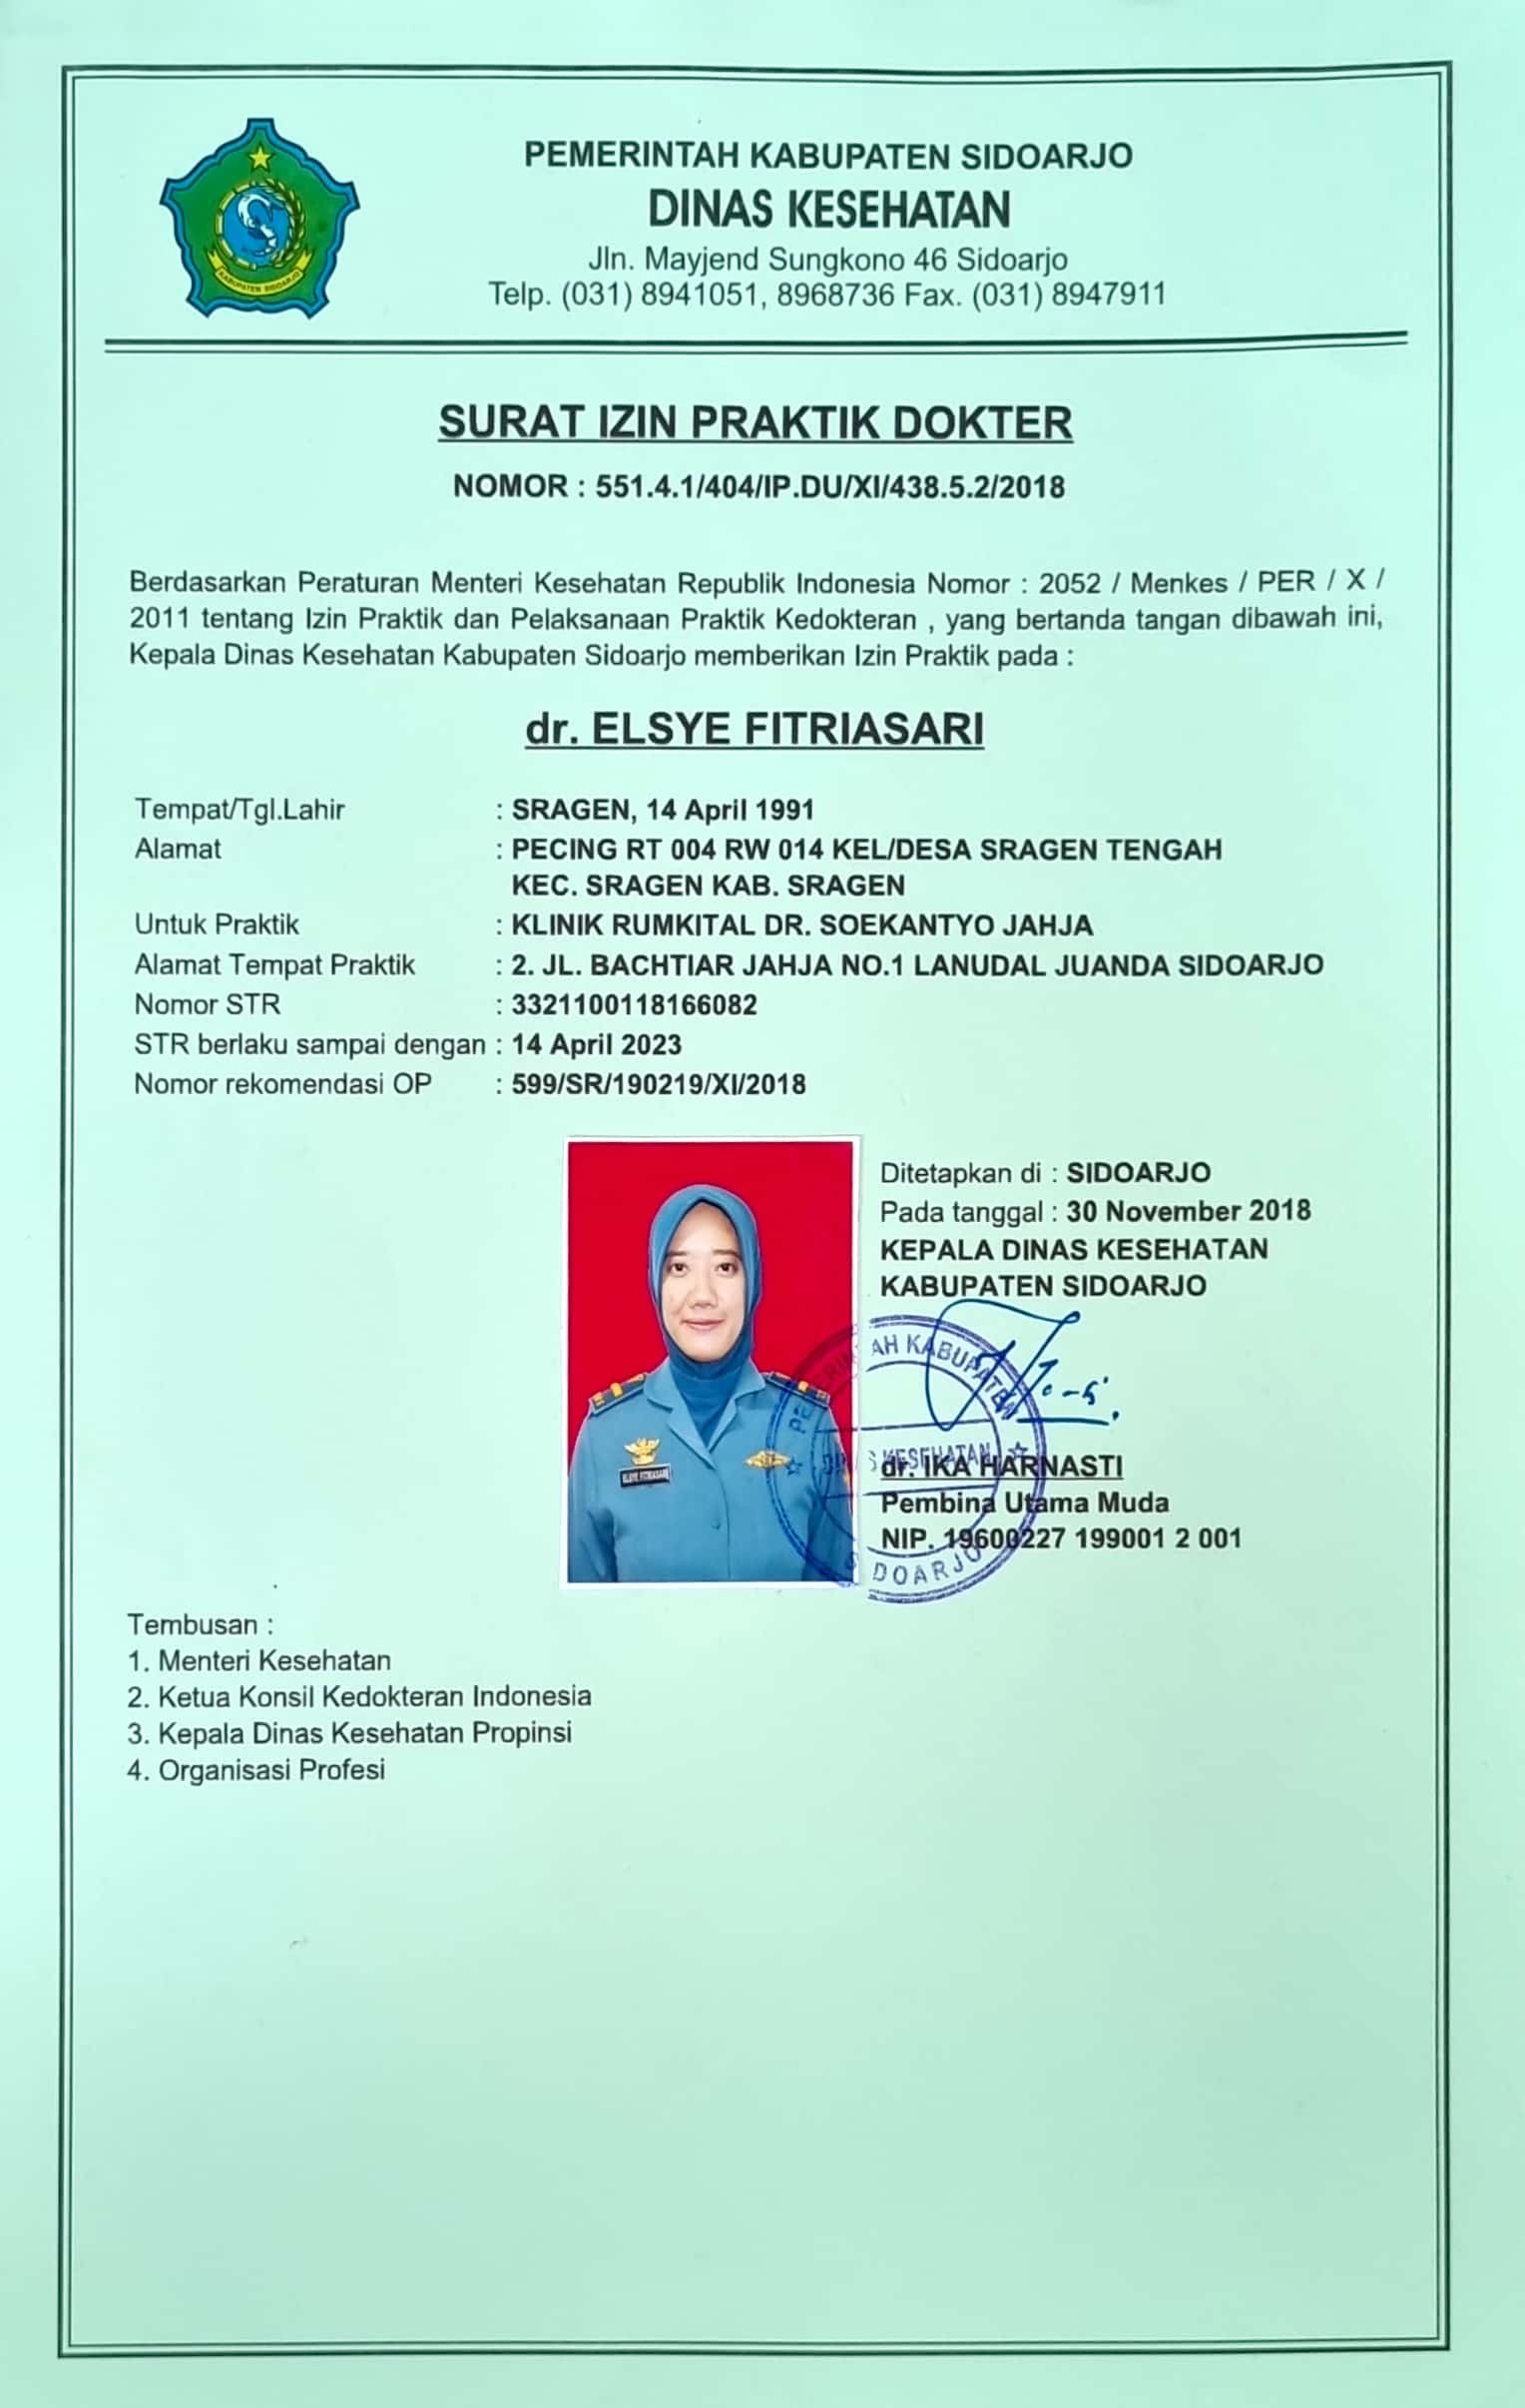 PEMERINTAH KABUPATEN SIDOARJO
DINAS KESEHATAN
Jln. Mayjend Sungkono 46 Sidoarjo
Telp. (031) 8941051, 8968736 Fax. (031) 8947911
KABUPATEN SIDOARJO
SURAT IZIN PRAKTIK DOKTER
NOMOR : 551.4.1/404/IP.DU/XI/438.5.2/2018
Berdasarkan Peraturan Menteri Kesehatan Republik Indonesia Nomor : 2052 / Menkes / PER / X /
2011 tentang Izin Praktik dan Pelaksanaan Praktik Kedokteran , yang bertanda tangan dibawah ini,
Kepala Dinas Kesehatan Kabupaten Sidoarjo memberikan Izin Praktik pada :
dr. ELSYE FITRIASARI
Tempat/Tgl.Lahir : SRAGEN, 14 April 1991
Alamat : PECING RT 004 RW 014 KEL/DESA SRAGEN TENGAH
KEC. SRAGEN KAB. SRAGEN
Untuk Praktik : KLINIK RUMKITAL DR. SOEKANTYO JAHJA
Alamat Tempat Praktik : 2. JL. BACHTIAR JAHJA NO.1 LANUDAL JUANDA SIDOARJO
Nomor STR : 3321100118166082
STR berlaku sampai dengan : 14 April 2023
Nomor rekomendasi OP : 599/SR/190219/XI/2018
Ditetapkan di : SIDOARJO
Pada tanggal : 30 November 2018
KEPALA DINAS KESEHATAN
KABUPATEN SIDOARJO
PEMERINTAH KABUPATEN
DINAS KESEHATAN
SIDOARJO
dr. IKA HARNASTI
Pembina Utama Muda
NIP. 19600227 199001 2 001
Tembusan :
1. Menteri Kesehatan
2. Ketua Konsil Kedokteran Indonesia
3. Kepala Dinas Kesehatan Propinsi
4. Organisasi Profesi